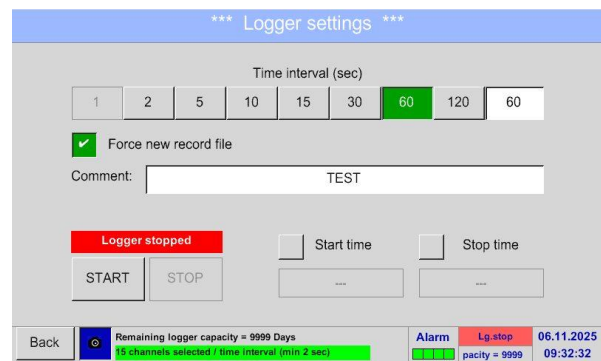 *** Logger settings ***
Time interval (sec)
1 2 5 10 15 30 60 120 60
Force new record file
Comment: TEST
Logger stopped
Start time Stop time
START STOP --- ---
Back
Remaining logger capacity = 9999 Days
15 channels selected / time interval (min 2 sec)
Alarm Lg.stop 06.11.2025
pacity = 9999 09:32:32